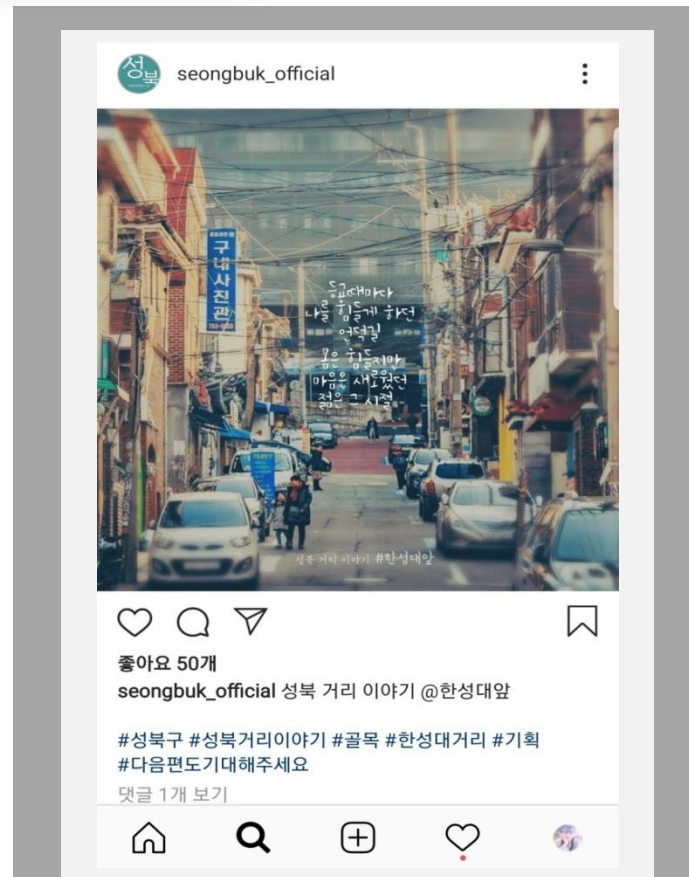 성북
seongbuk_official
구내사진관
등교때마다
나를 힘들게 하던
언덕길
몸은 힘들지만
마음은 새로웠던
젊은 그 시절
성북 거리 이야기 #한성대앞
좋아요 50개
seongbuk_official 성북 거리 이야기 @한성대앞
#성북구 #성북거리이야기 #골목 #한성대거리 #기획
#다음편도기대해주세요
댓글 1개 보기